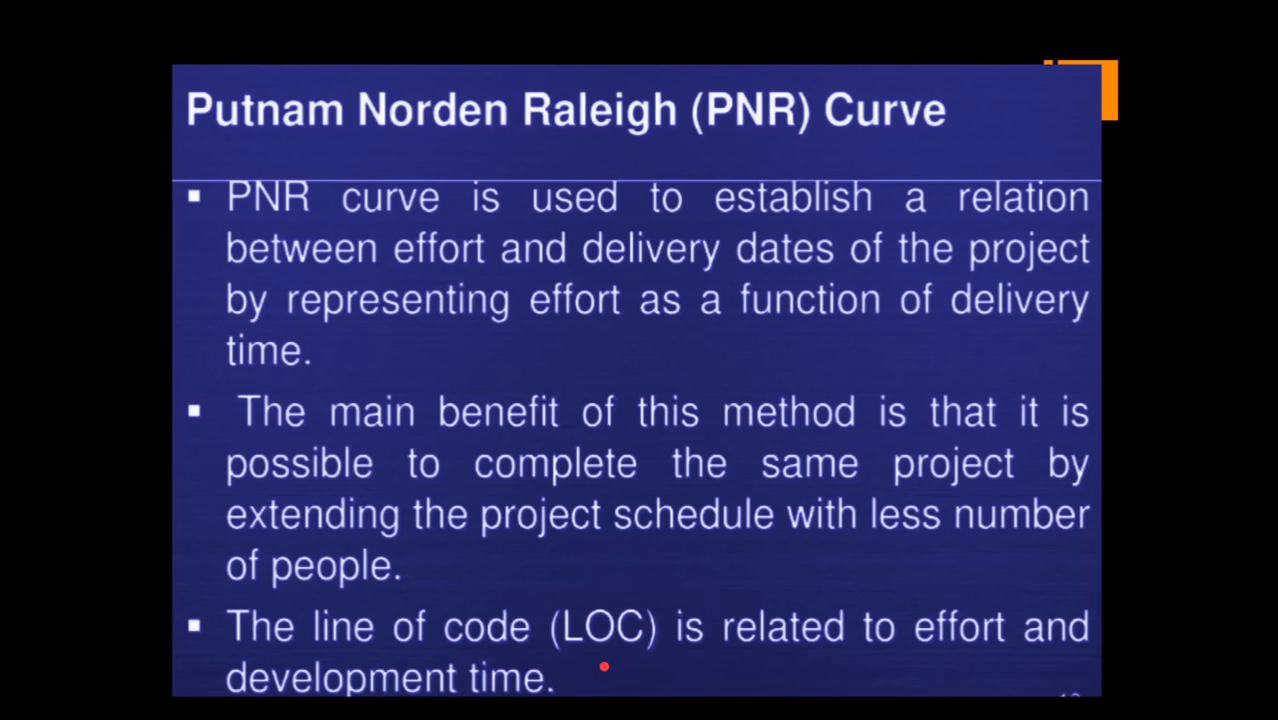 Putnam Norden Raleigh (PNR) Curve
▪ PNR curve is used to establish a relation
between effort and delivery dates of the project
by representing effort as a function of delivery
time.
▪ The main benefit of this method is that it is
possible to complete the same project by
extending the project schedule with less number
of people.
▪ The line of code (LOC) is related to effort and
development time.